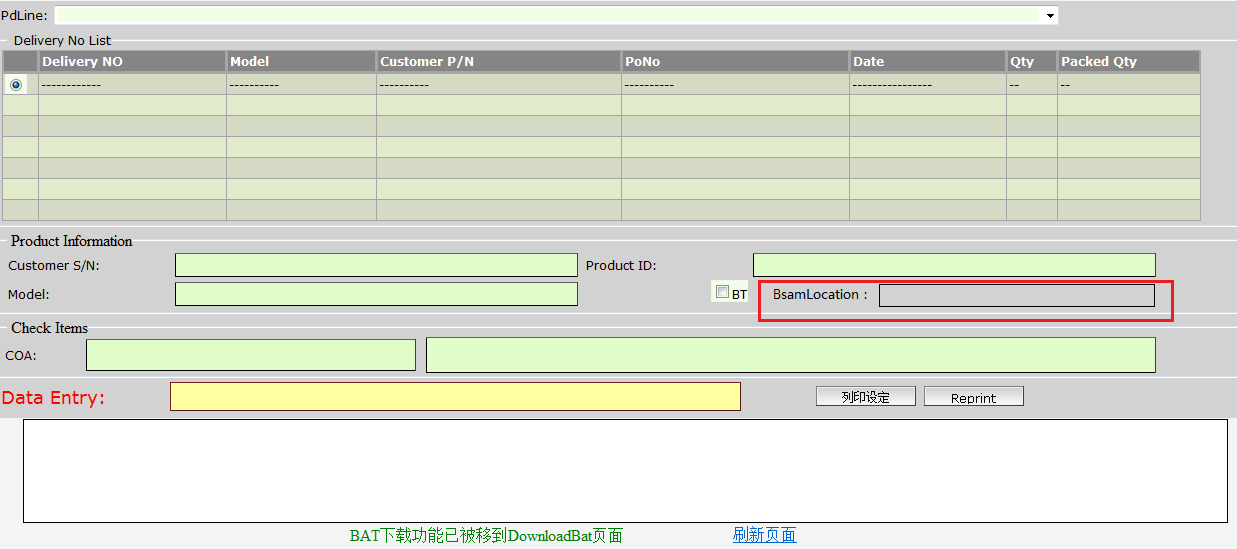 PdLine:
Delivery No List
Delivery NO Model Customer P/N PoNo Date Qty Packed Qty
------------ ---------- ---------- ---------- ---------------- -- --
Product Information
Customer S/N: Product ID:
Model: BT BsamLocation :
Check Items
COA:
Data Entry: 列印设定 Reprint
BAT下载功能已被移到DownloadBat页面 刷新页面